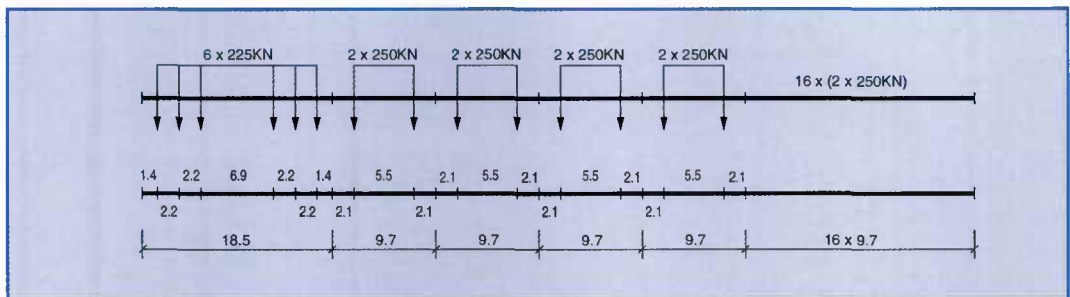 6 x 225KN 2 x 250KN 2 x 250KN 2 x 250KN 2 x 250KN 16 x (2 x 250KN)
1.4 2.2 6.9 2.2 1.4 5.5 2.1 5.5 2.1 5.5 2.1 5.5 2.1
2.2 2.2 2.1 2.1 2.1 2.1
18.5 9.7 9.7 9.7 9.7 16 x 9.7